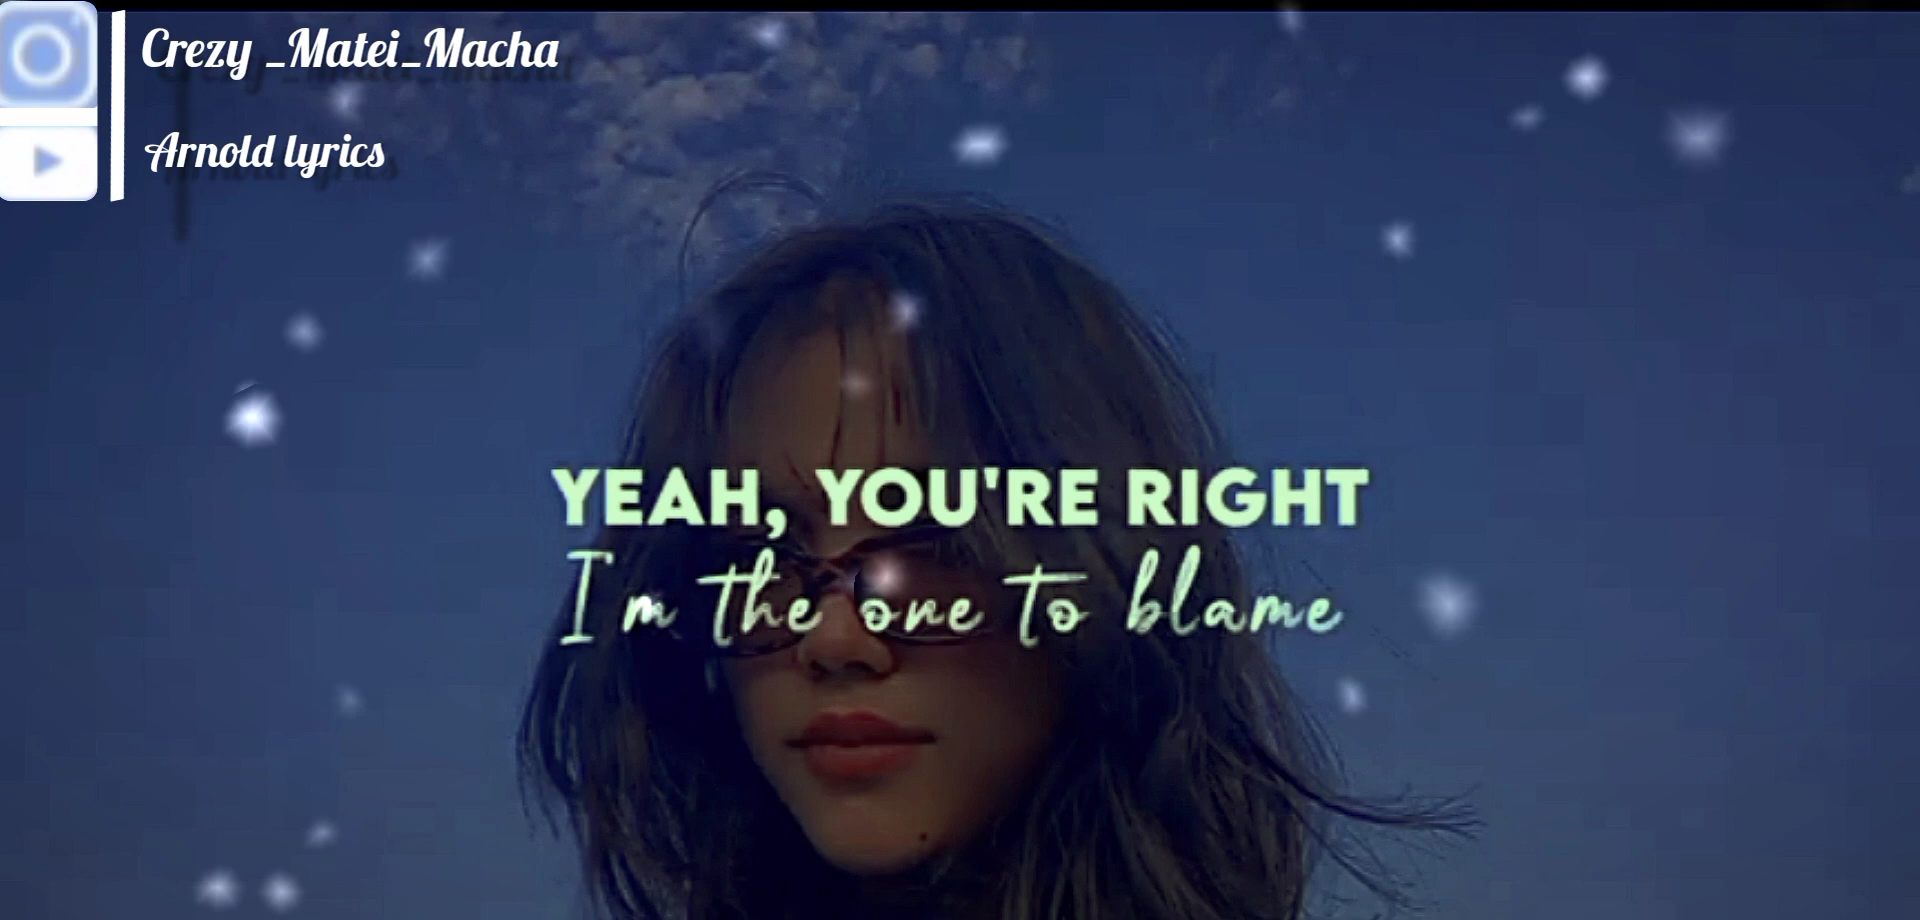 Crezy _Matei_Macha
Arnold lyrics
YEAH, YOU'RE RIGHT
I'm the one to blame